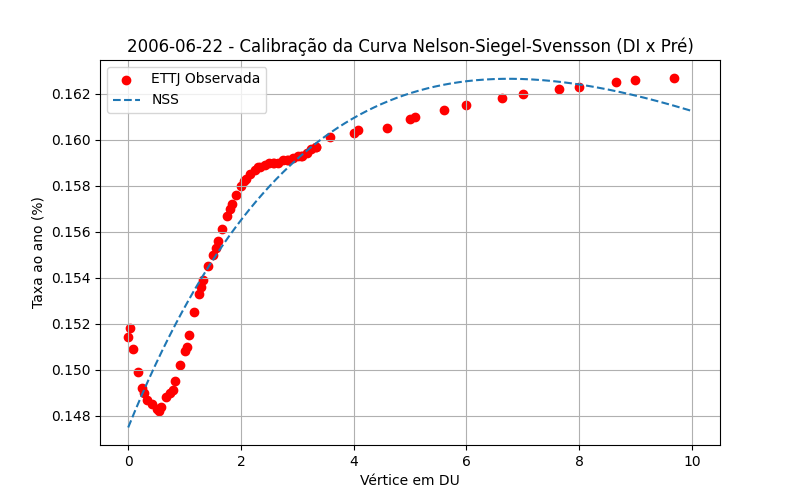 2006-06-22 - Calibração da Curva Nelson-Siegel-Svensson (DI x Pré)
ETTJ Observada
NSS
Taxa ao ano (%)
0.162
0.160
0.158
0.156
0.154
0.152
0.150
0.148
0 2 4 6 8 10
Vértice em DU